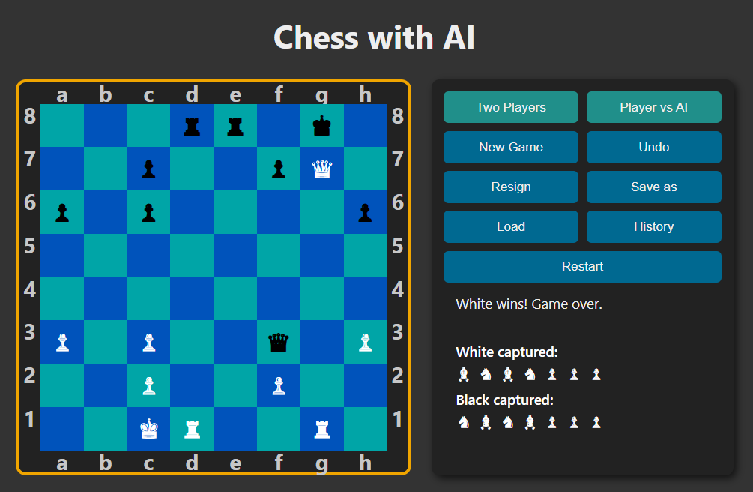 Chess with AI
a b c d e f g h
8 8
7 7
6 6
5 5
4 4
3 3
2 2
1 1
a b c d e f g h
Two Players Player vs AI
New Game Undo
Resign Save as
Load History
Restart
White wins! Game over.
White captured:
Black captured: